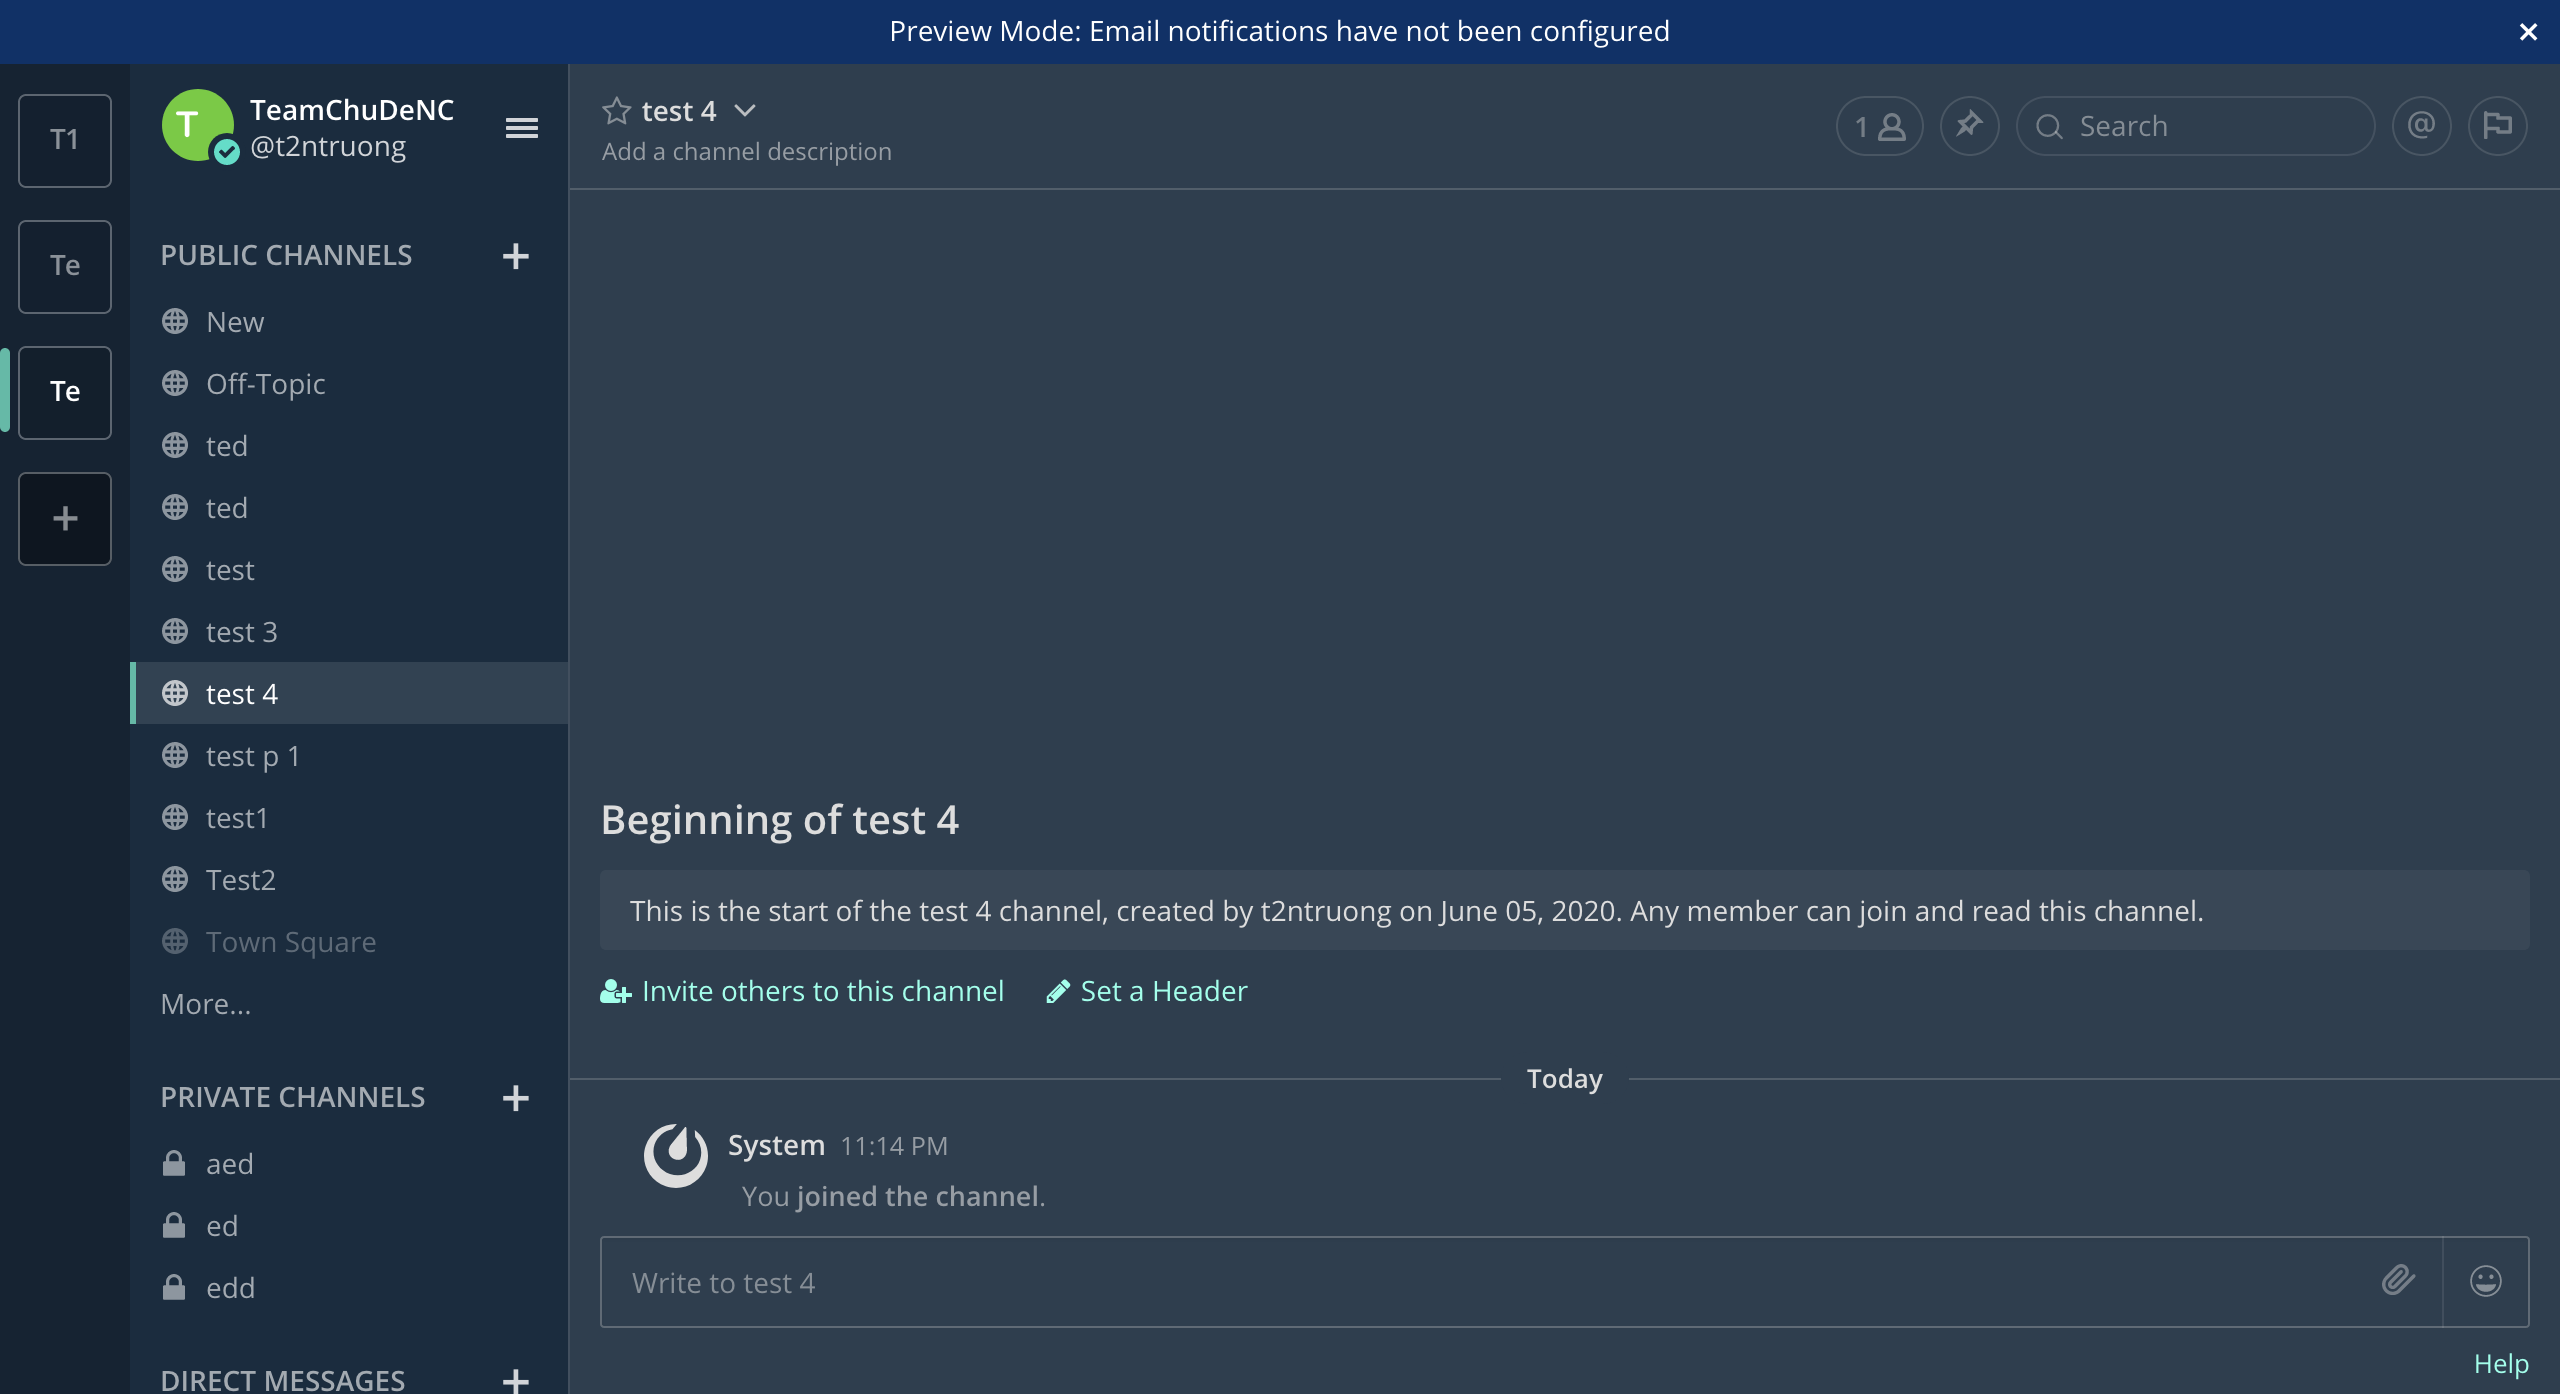 Preview Mode: Email notifications have not been configured
T1
Te
Te
T
TeamChuDeNC
@t2ntruong
PUBLIC CHANNELS
New
Off-Topic
ted
ted
test
test 3
test 4
test p 1
test1
Test2
Town Square
More...
PRIVATE CHANNELS
aed
ed
edd
DIRECT MESSAGES
test 4
Add a channel description
1
Search
@
Beginning of test 4
This is the start of the test 4 channel, created by t2ntruong on June 05, 2020. Any member can join and read this channel.
Invite others to this channel
Set a Header
Today
System 11:14 PM
You joined the channel.
Write to test 4
Help